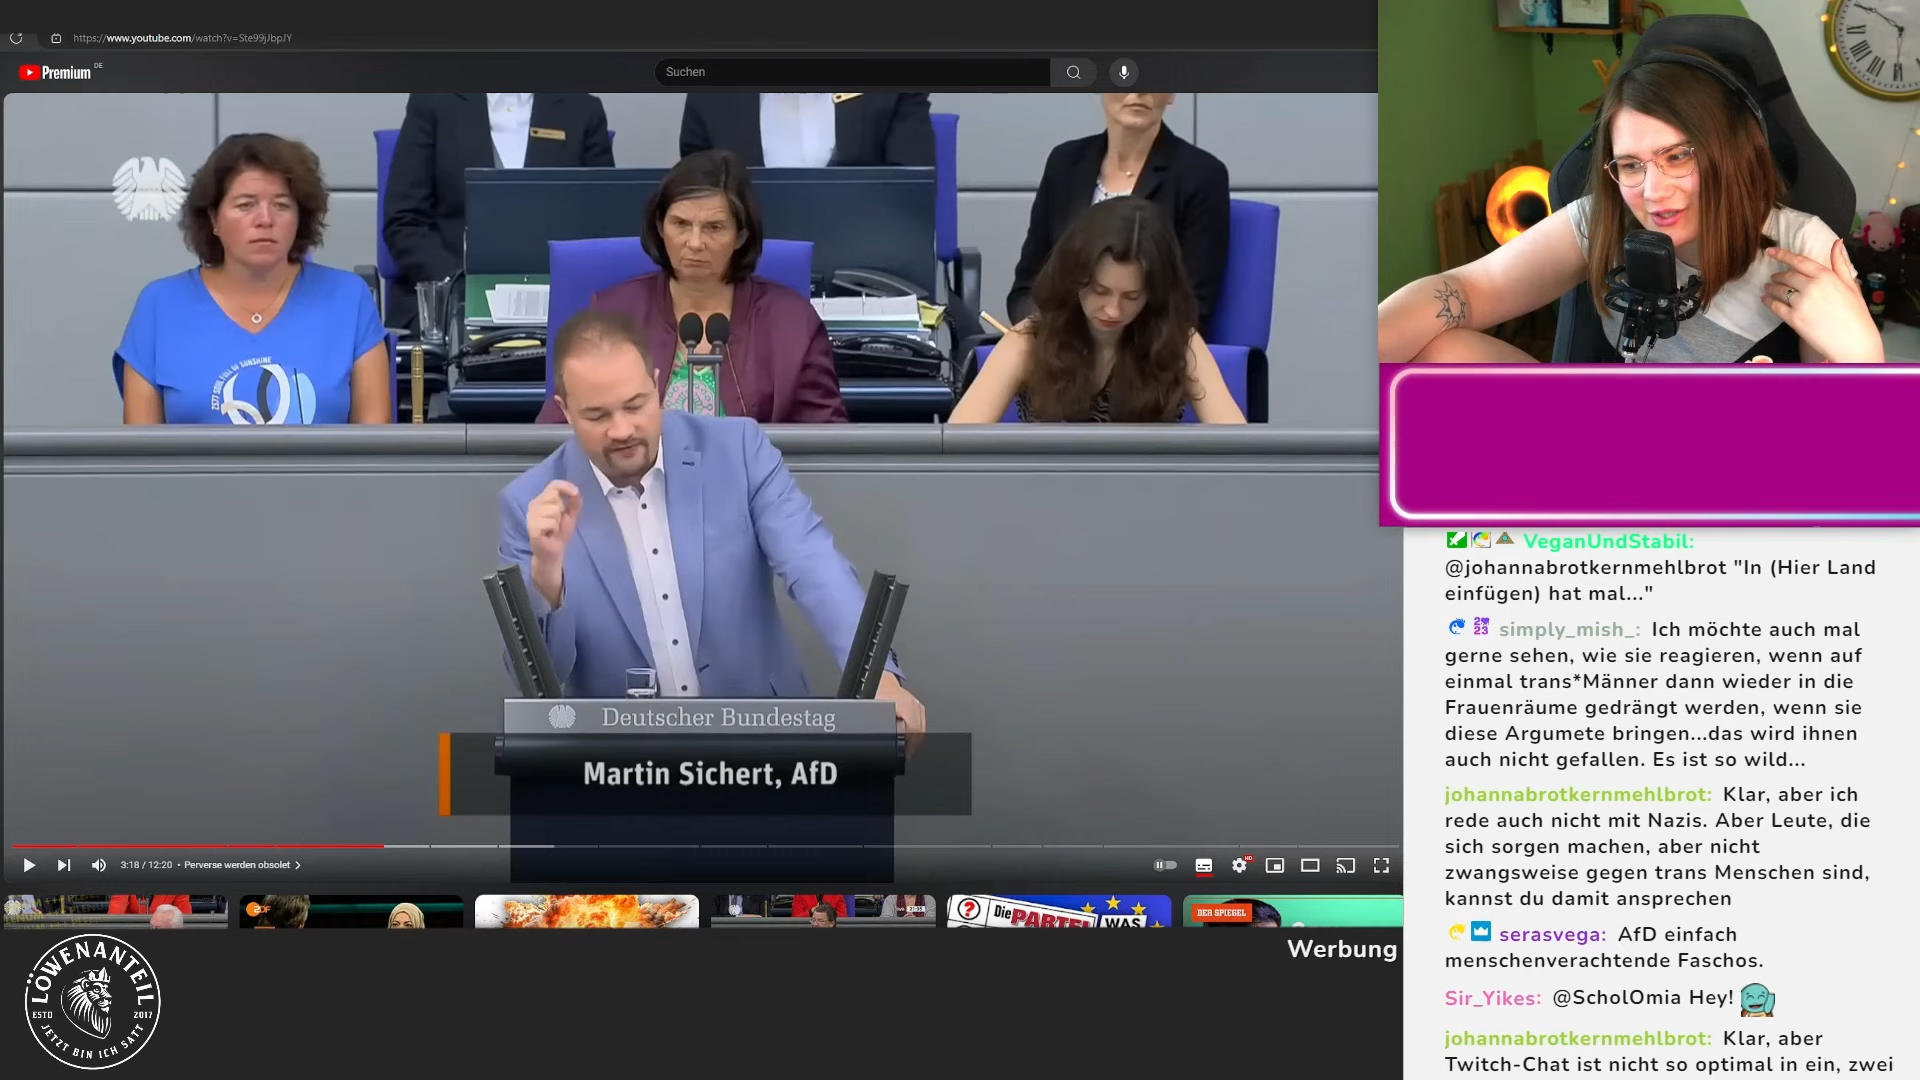 https://www.youtube.com/watch?v=Ste99jJbpJY
Premium DE
Suchen
Deutscher Bundestag
Martin Sichert, AfD
3:18 / 12:20 • Perverse werden obsolet
HD
ZDF
Die PARTEI
WAS
DER SPIEGEL
Werbung
LÖWENANTEIL
ESTD 2017
JETZT BIN ICH SATT
VeganUndStabil:
@johannabrotkernmehlbrot "In (Hier Land
einfügen) hat mal..."
simply_mish_: Ich möchte auch mal
gerne sehen, wie sie reagieren, wenn auf
einmal trans*Männer dann wieder in die
Frauenräume gedrängt werden, wenn sie
diese Argumete bringen...das wird ihnen
auch nicht gefallen. Es ist so wild...
johannabrotkernmehlbrot: Klar, aber ich
rede auch nicht mit Nazis. Aber Leute, die
sich sorgen machen, aber nicht
zwangsweise gegen trans Menschen sind,
kannst du damit ansprechen
serasvega: AfD einfach
menschenverachtende Faschos.
Sir_Yikes: @ScholOmia Hey!
johannabrotkernmehlbrot: Klar, aber
Twitch-Chat ist nicht so optimal in ein, zwei